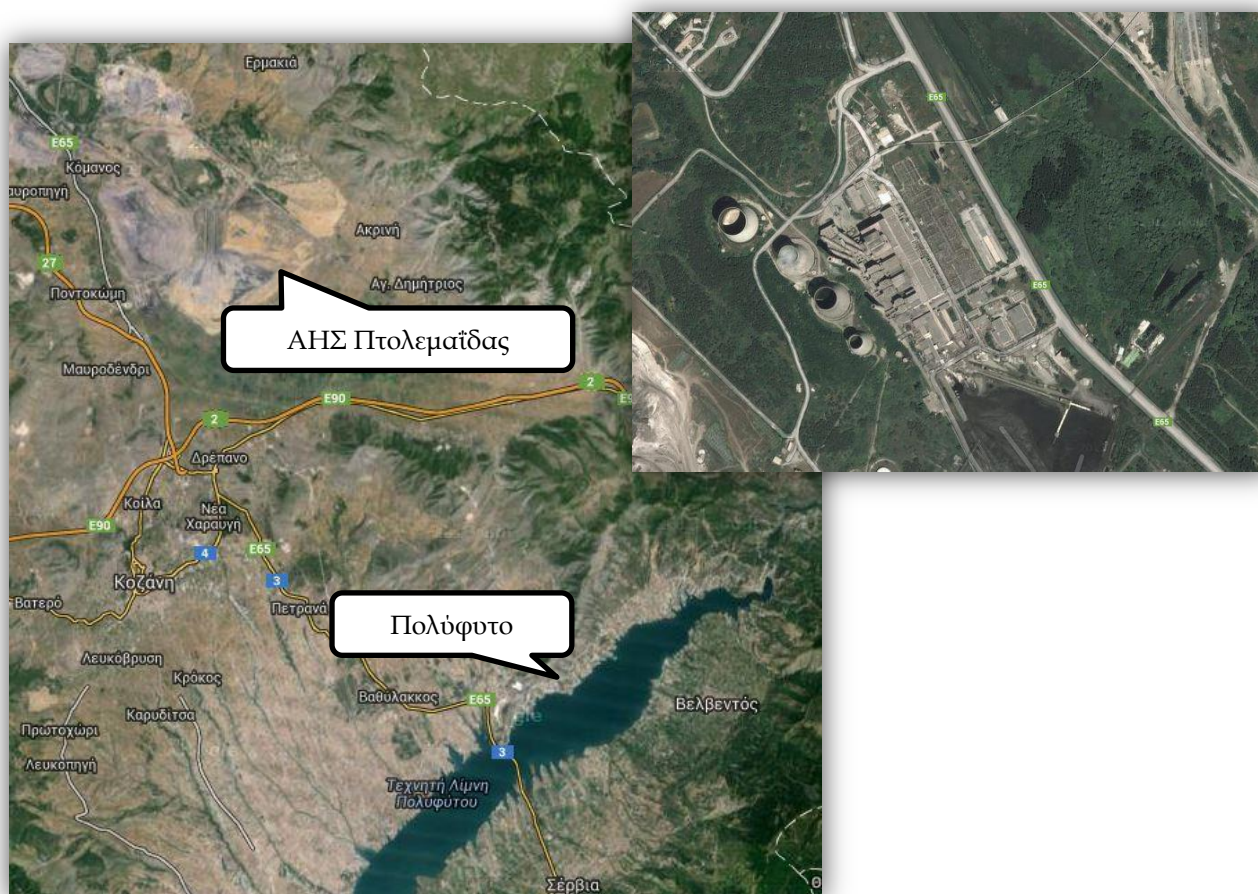 Ερμακιά
E65
Κόμανος
αυροπηγή
Ακρινή
27
Ποντοκώμη
Αγ. Δημήτριος
ΑΗΣ Πτολεμαΐδας
Μαυροδένδρι
2
E90
2
Δρέπανο
Κοίλα
Νέα
Χαραυγή
E90
4
E65
Κοζάνη
3
Βατερό
Πετρανά
Πολύφυτο
Λευκόβρυση
Κρόκος
Βαθύλακκος
E65
Βελβεντός
Καρυδίτσα
Πρωτοχώρι
3
Λευκοπηγή
Τεχνητή Λίμνη
Πολυφύτου
Σέρβια
E65
E65
E65